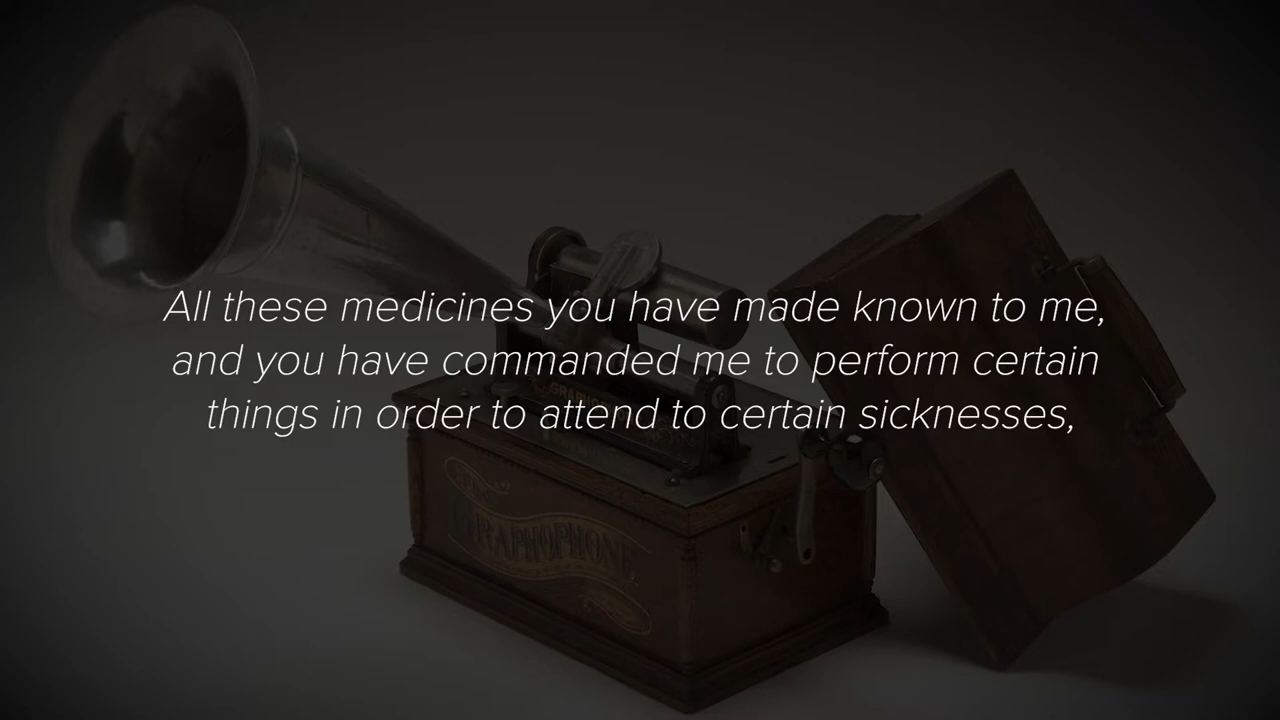 All these medicines you have made known to me,
and you have commanded me to perform certain
things in order to attend to certain sicknesses,
GRAPHOPHONE